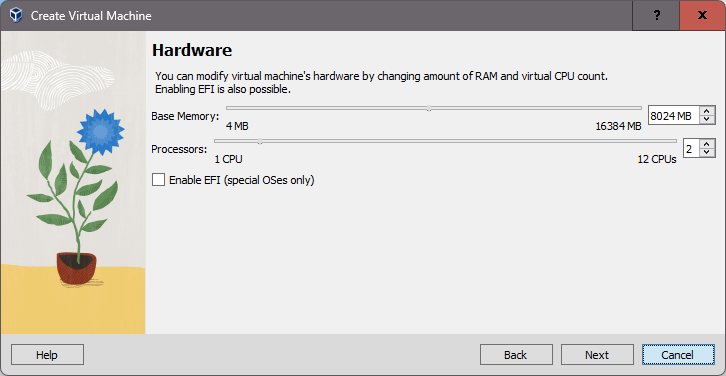 Create Virtual Machine
?
X
Hardware
You can modify virtual machine's hardware by changing amount of RAM and virtual CPU count.
Enabling EFI is also possible.
Base Memory:
8024 MB
4 MB
16384 MB
Processors:
2
1 CPU
12 CPUs
Enable EFI (special OSes only)
Help
Back
Next
Cancel